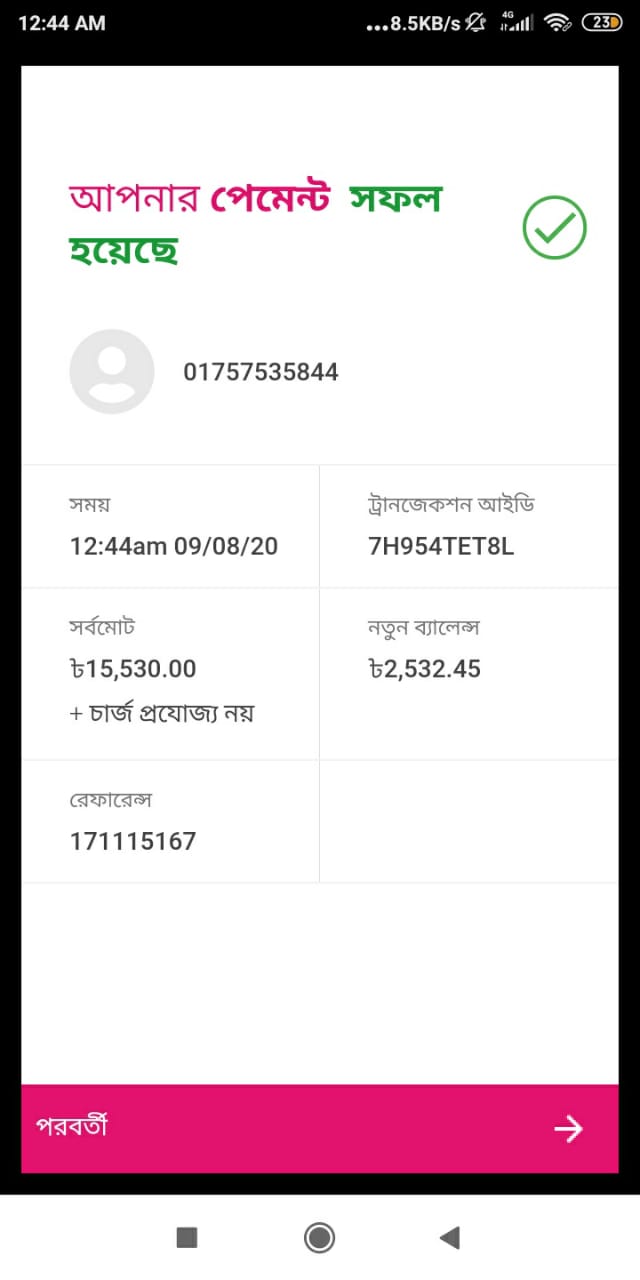 12:44 AM
...8.5KB/s 4G 23
আপনার পেমেন্ট সফল
হয়েছে
01757535844
সময়
12:44am 09/08/20
ট্রানজেকশন আইডি
7H954TET8L
সর্বমোট
৳15,530.00
+ চার্জ প্রযোজ্য নয়
নতুন ব্যালেন্স
৳2,532.45
রেফারেন্স
171115167
পরবর্তী